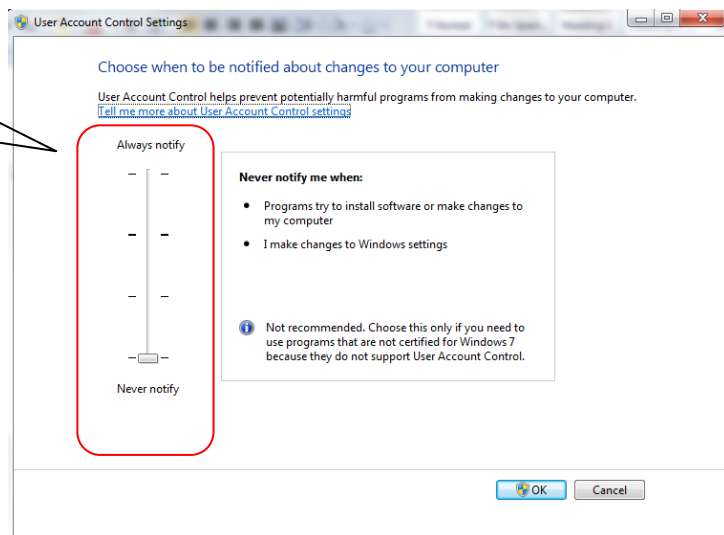 User Account Control Settings
Choose when to be notified about changes to your computer
User Account Control helps prevent potentially harmful programs from making changes to your computer.
Tell me more about User Account Control settings
Always notify
Never notify me when:
• Programs try to install software or make changes to
my computer
• I make changes to Windows settings
Not recommended. Choose this only if you need to
use programs that are not certified for Windows 7
because they do not support User Account Control.
Never notify
OK
Cancel